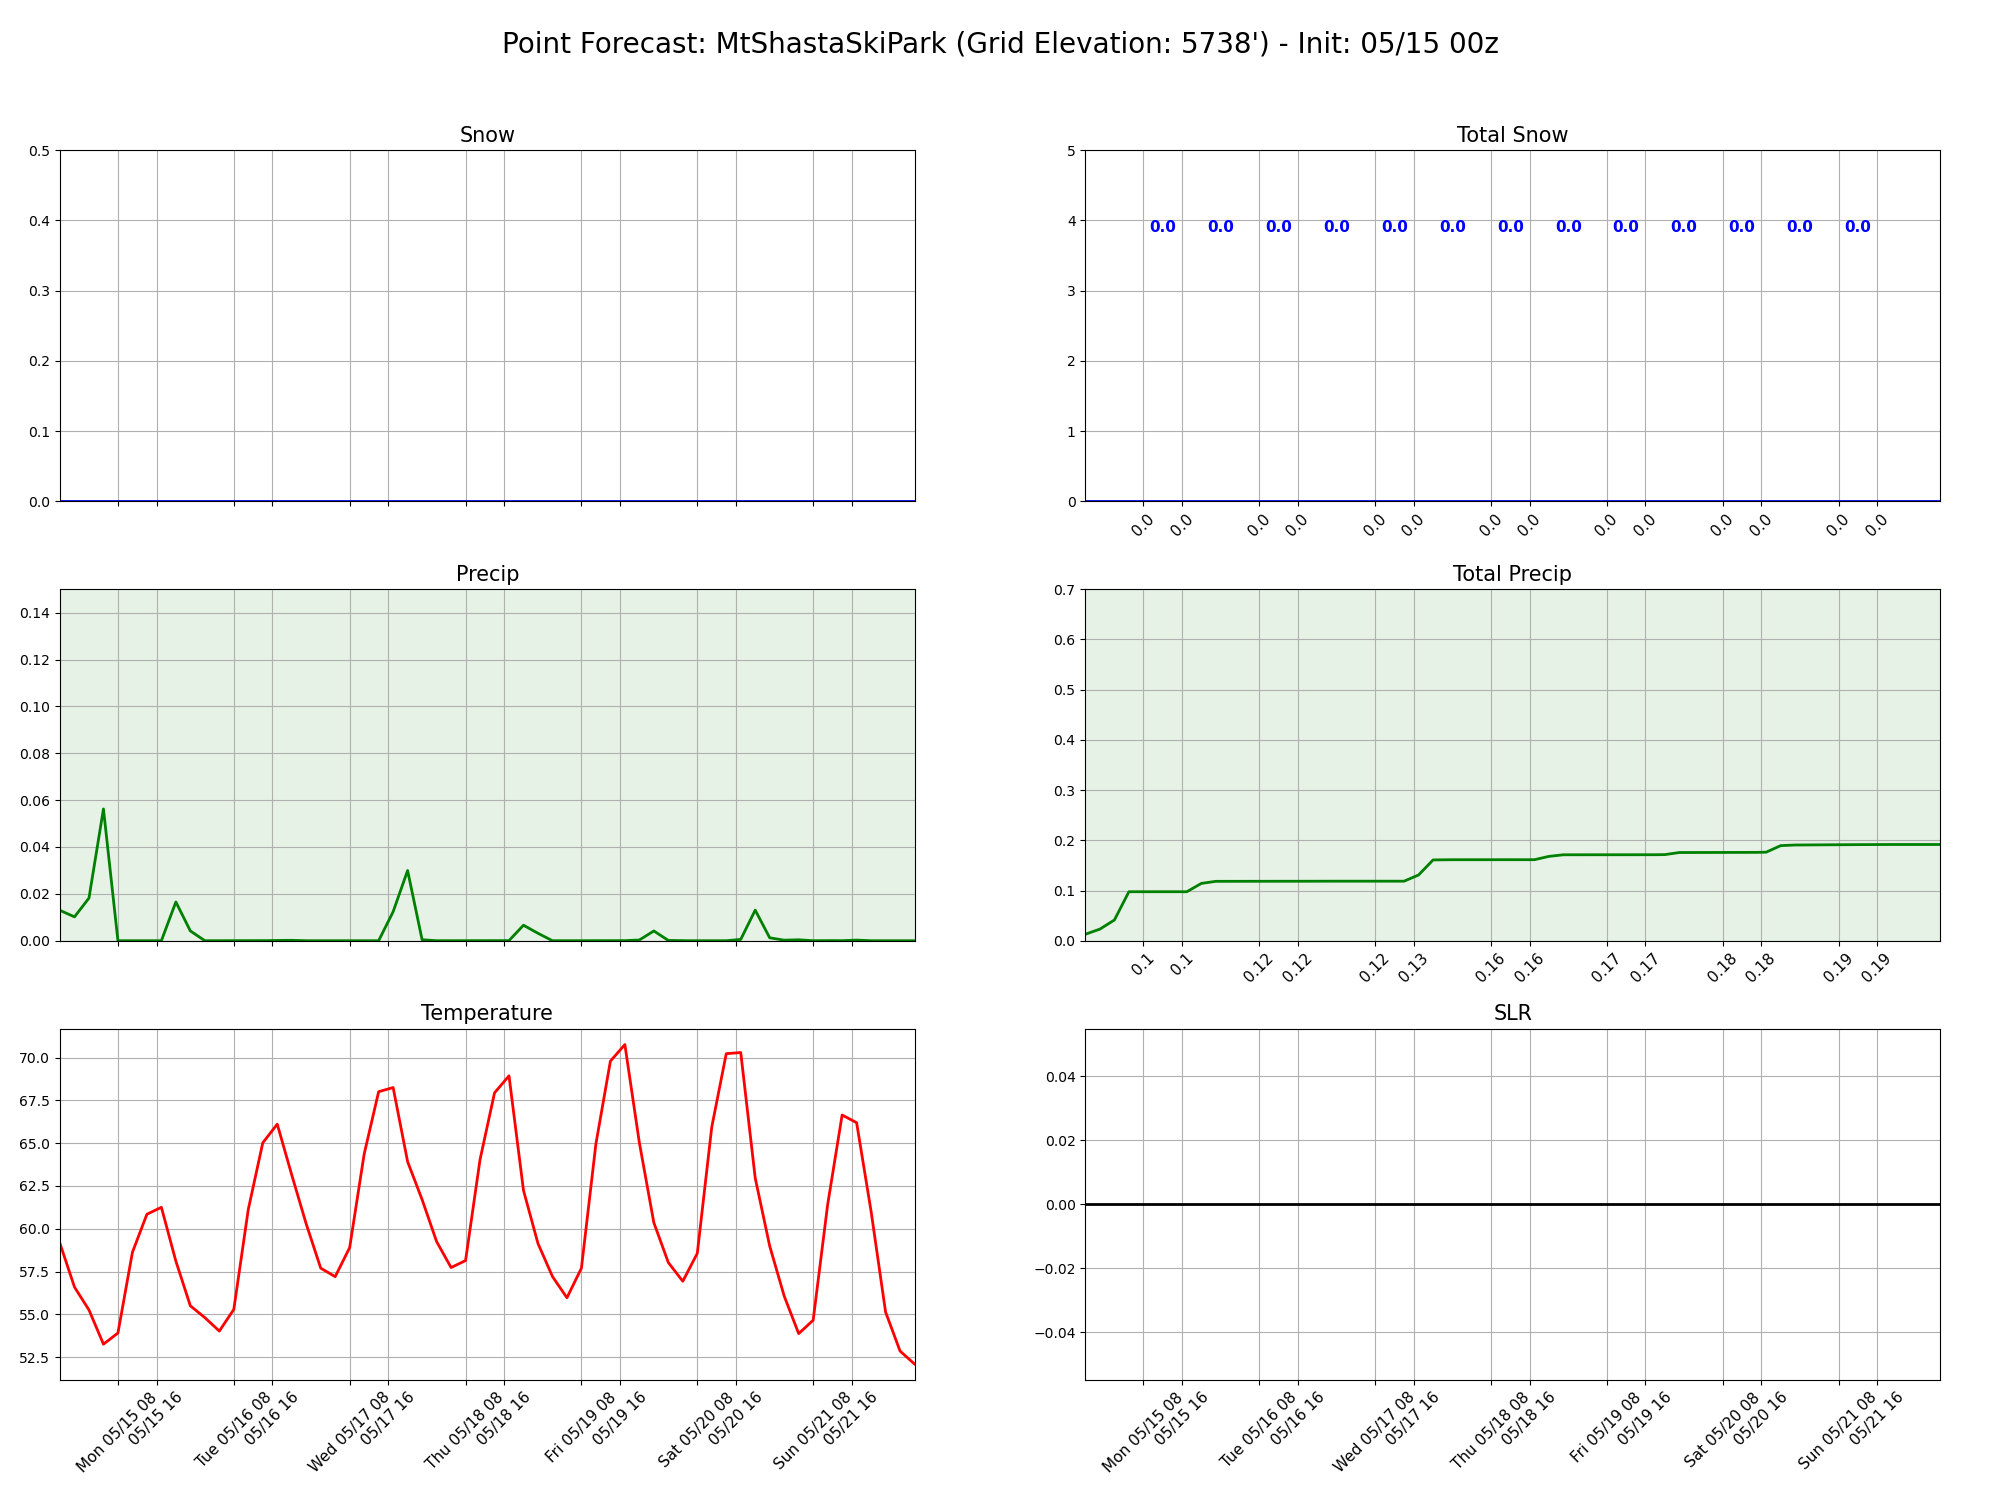 Point Forecast: MtShastaSkiPark (Grid Elevation: 5738') - Init: 05/15 00z
Snow
0.5
0.4
0.3
0.2
0.1
0.0
Total Snow
5
4
3
2
1
0
0.0 0.0 0.0 0.0 0.0 0.0 0.0 0.0 0.0 0.0 0.0 0.0 0.0
0.0 0.0 0.0 0.0 0.0 0.0 0.0 0.0 0.0 0.0 0.0 0.0 0.0 0.0
Precip
0.14
0.12
0.10
0.08
0.06
0.04
0.02
0.00
Total Precip
0.7
0.6
0.5
0.4
0.3
0.2
0.1
0.0
0.1 0.1 0.12 0.12 0.12 0.13 0.16 0.16 0.17 0.17 0.18 0.18 0.19 0.19
Temperature
70.0
67.5
65.0
62.5
60.0
57.5
55.0
52.5
Mon 05/15 08
05/15 16
Tue 05/16 08
05/16 16
Wed 05/17 08
05/17 16
Thu 05/18 08
05/18 16
Fri 05/19 08
05/19 16
Sat 05/20 08
05/20 16
Sun 05/21 08
05/21 16
SLR
0.04
0.02
0.00
−0.02
−0.04
Mon 05/15 08
05/15 16
Tue 05/16 08
05/16 16
Wed 05/17 08
05/17 16
Thu 05/18 08
05/18 16
Fri 05/19 08
05/19 16
Sat 05/20 08
05/20 16
Sun 05/21 08
05/21 16